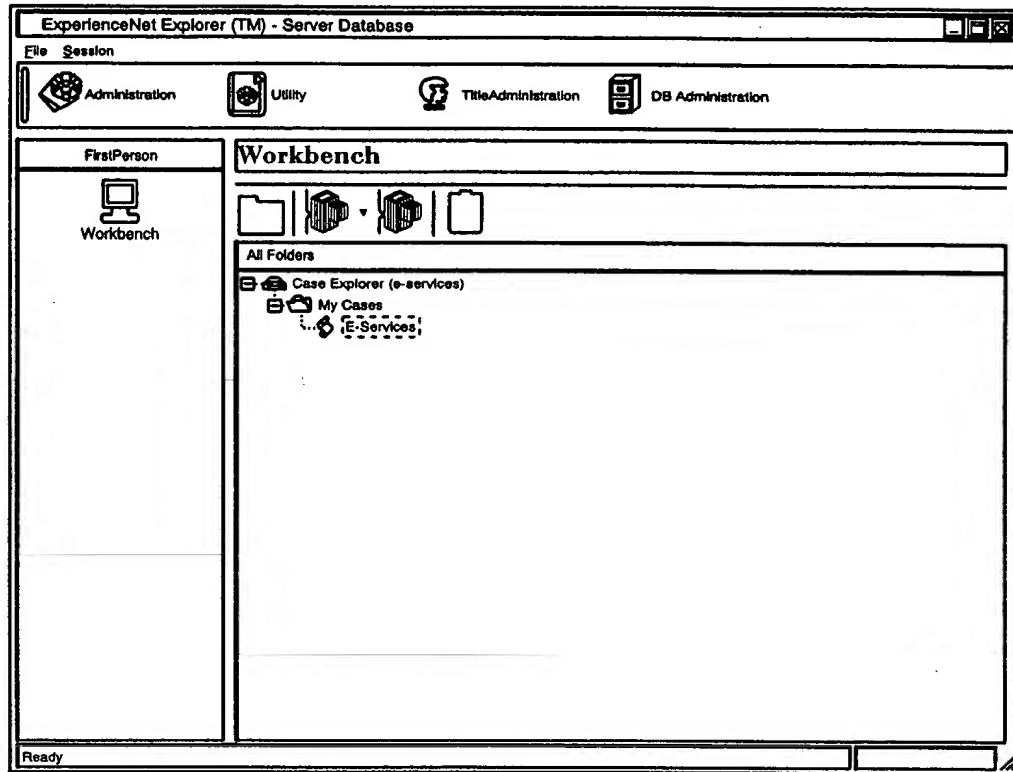 ExperienceNet Explorer (TM) - Server Database
File Session
Administration Utility TitleAdministration DB Administration
FirstPerson
Workbench
Workbench
All Folders
Case Explorer (e-services)
My Cases
E-Services
Ready